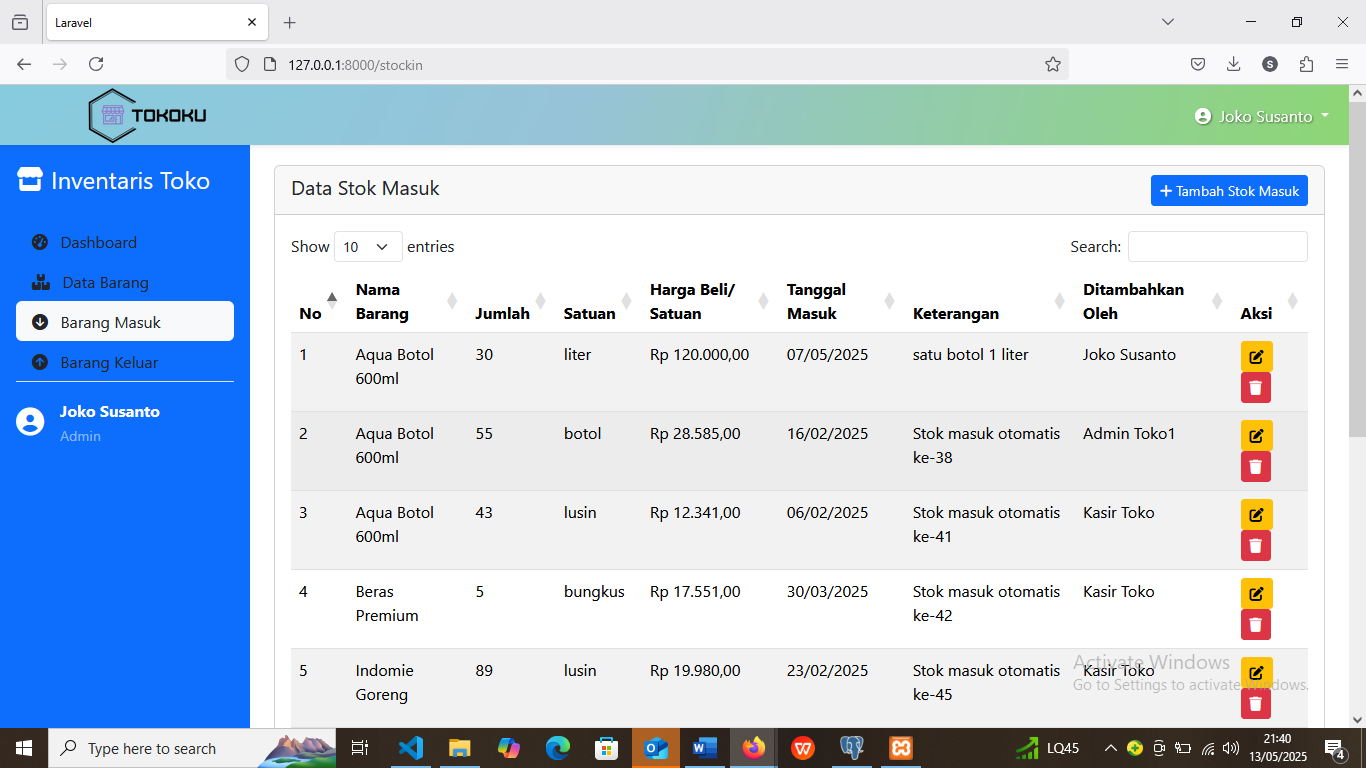 Laravel
127.0.0.1:8000/stockin
S
TOKOKU
Joko Susanto
Inventaris Toko
Dashboard
Data Barang
Barang Masuk
Barang Keluar
Joko Susanto
Admin
Data Stok Masuk
+ Tambah Stok Masuk
Show 10 entries
Search:
No
Nama Barang
Jumlah
Satuan
Harga Beli/ Satuan
Tanggal Masuk
Keterangan
Ditambahkan Oleh
Aksi
1 Aqua Botol 30 liter Rp 120.000,00 07/05/2025 satu botol 1 liter Joko Susanto
600ml
2 Aqua Botol 55 botol Rp 28.585,00 16/02/2025 Stok masuk otomatis Admin Toko1
600ml ke-38
3 Aqua Botol 43 lusin Rp 12.341,00 06/02/2025 Stok masuk otomatis Kasir Toko
600ml ke-41
4 Beras 5 bungkus Rp 17.551,00 30/03/2025 Stok masuk otomatis Kasir Toko
Premium ke-42
5 Indomie 89 lusin Rp 19.980,00 23/02/2025 Stok masuk otomatis Kasir Toko
Goreng ke-45
Activate Windows
Go to Settings to activate Windows.
Type here to search
LQ45
21:40
13/05/2025
4